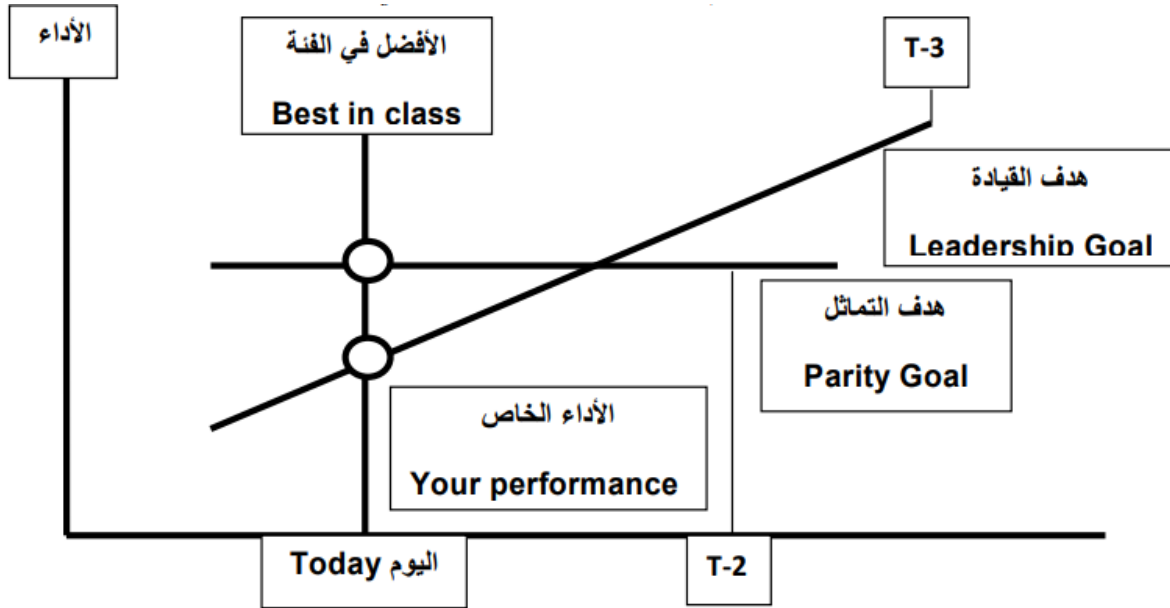 الأداء
الأفضل في الفئة
Best in class
T-3
هدف القيادة
Leadership Goal
هدف التماثل
Parity Goal
الأداء الخاص
Your performance
اليوم Today
T-2